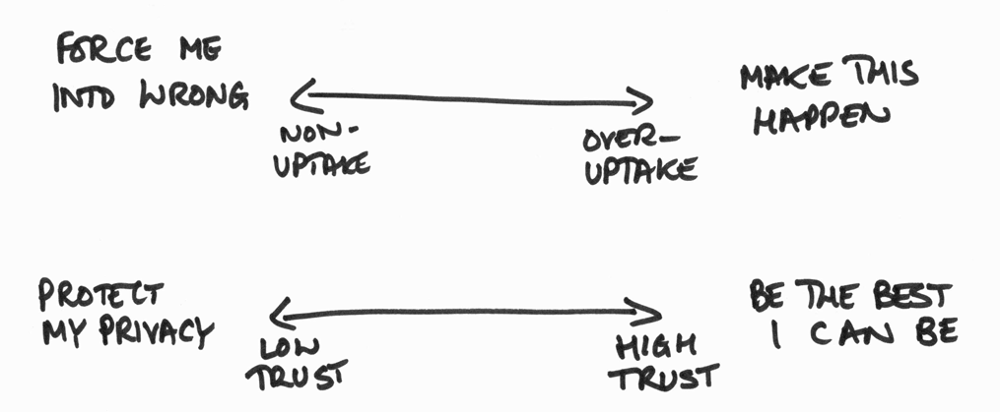 FORCE ME
INTO WRONG
NON-
UPTAKE
OVER-
UPTAKE
MAKE THIS
HAPPEN
PROTECT
MY PRIVACY
LOW
TRUST
HIGH
TRUST
BE THE BEST
I CAN BE